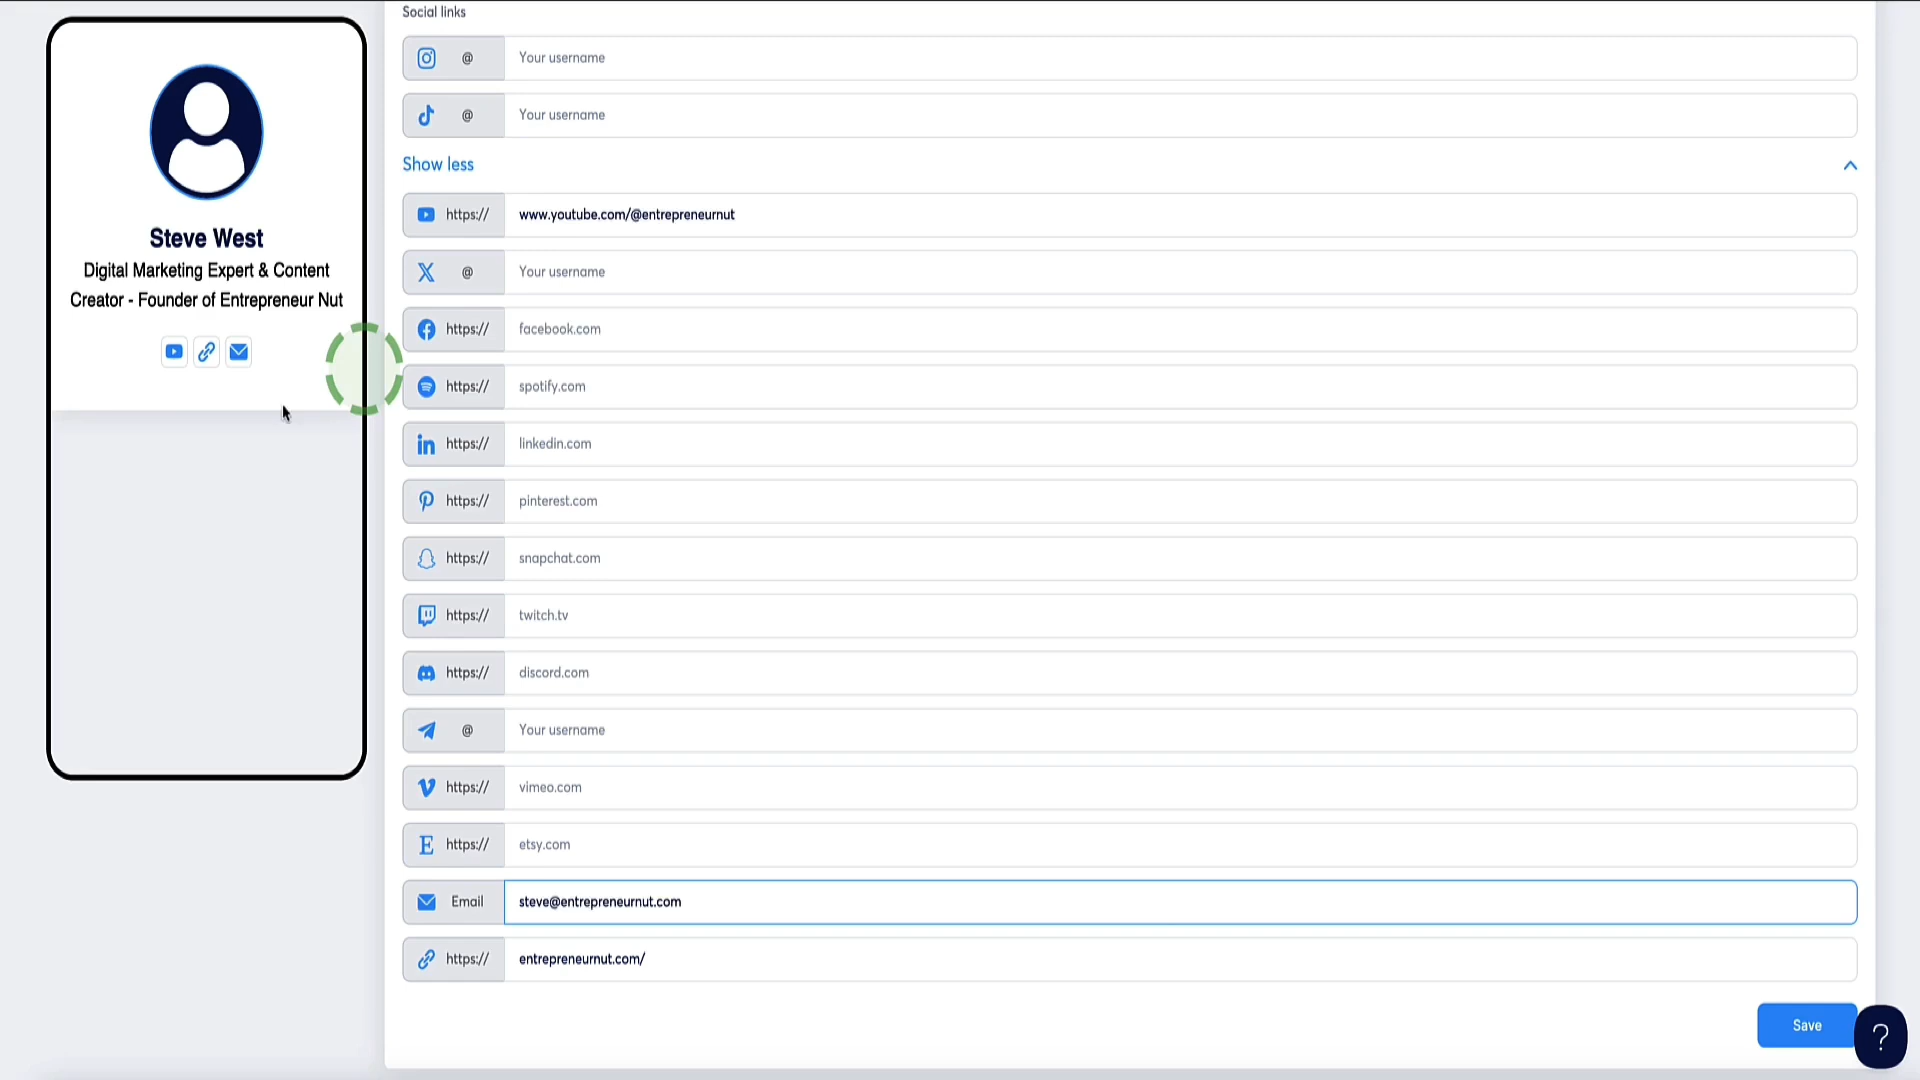 Steve West
Digital Marketing Expert & Content
Creator - Founder of Entrepreneur Nut
Social links
@ Your username
@ Your username
Show less
https:// www.youtube.com/@entrepreneurnut
@ Your username
https:// facebook.com
https:// spotify.com
https:// linkedin.com
https:// pinterest.com
https:// snapchat.com
https:// twitch.tv
https:// discord.com
@ Your username
https:// vimeo.com
https:// etsy.com
Email steve@entrepreneurnut.com
https:// entrepreneurnut.com/
Save
?